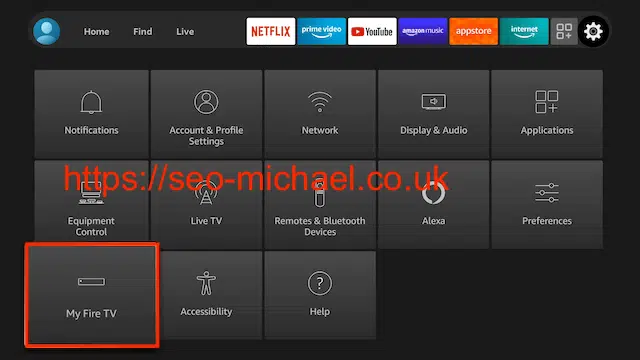 Home Find Live NETFLIX prime video YouTube amazon music appstore internet
Notifications Account & Profile Settings Network Display & Audio Applications
https://seo-michael.co.uk
Equipment Control Live TV Remotes & Bluetooth Devices Alexa Preferences
My Fire TV Accessibility Help
?